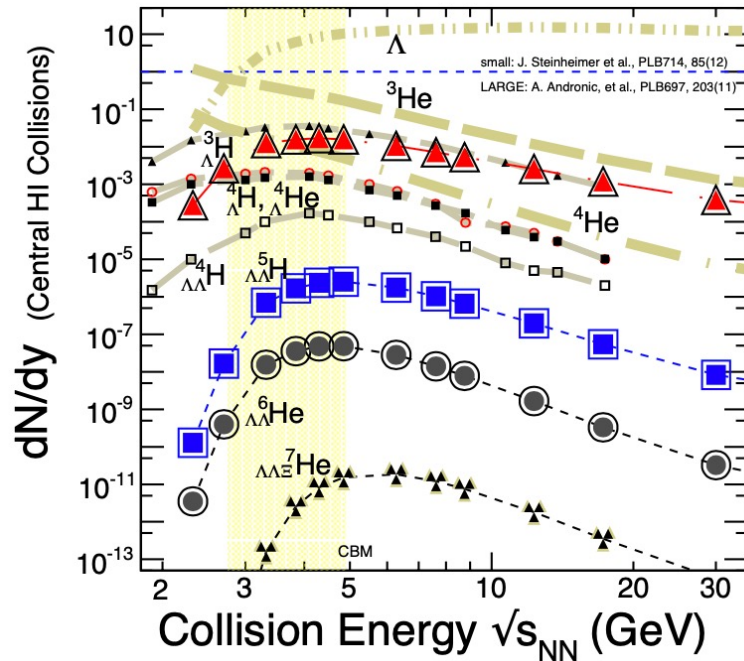 10
10⁻¹
10⁻³
10⁻⁵
10⁻⁷
10⁻⁹
10⁻¹¹
10⁻¹³
dN/dy (Central HI Collisions)
Λ
small: J. Steinheimer et al., PLB714, 85(12)
LARGE: A. Andronic, et al., PLB697, 203(11)
³He
³ΛH
⁴ΛH, ⁴ΛHe
⁴He
⁴ΛΛH
⁵ΛΛH
⁶ΛΛHe
⁷ΛΛΞHe
CBM
2 3 4 5 10 20 30
Collision Energy √sNN (GeV)